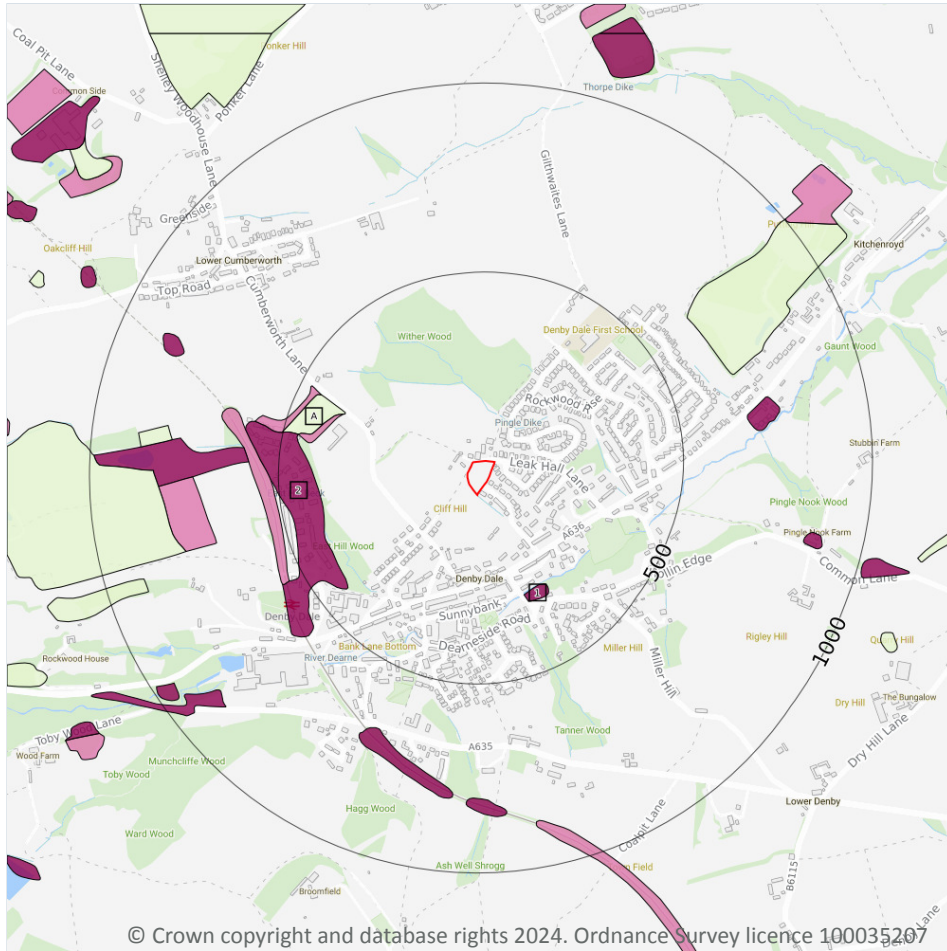 Coal Pit Lane
Common Side
Shelley Woodhouse Lane
Ponker Lane
Thorpe Dike
Gilthwaites Lane
Greenside
Oakcliff Hill
Lower Cumberworth
Top Road
Cumberworth Lane
Kitchenroyd
Wither Wood
Denby Dale First School
Gaunt Wood
Rockwood Rise
Pingle Dike
A
Leak Hall Lane
Stubbin Farm
2
Cliff Hill
A636
Pingle Nook Wood
Pingle Nook Farm
500
Common Lane
Denby Dale
1
Sunnybank
Denby Dale
Dearneside Road
Bank Lane Bottom
River Dearne
Miller Hill
Rigley Hill
1000
Rockwood House
Miller Hill
Dry Hill
The Bungalow
Toby Wood Lane
Wood Farm
Munchcliffe Wood
Toby Wood
A635
Tanner Wood
Dry Hill Lane
Hagg Wood
Lower Denby
Ward Wood
Coalpit Lane
Ash Well Shrogg
Broomfield
B6115
© Crown copyright and database rights 2024. Ordnance Survey licence 100035207